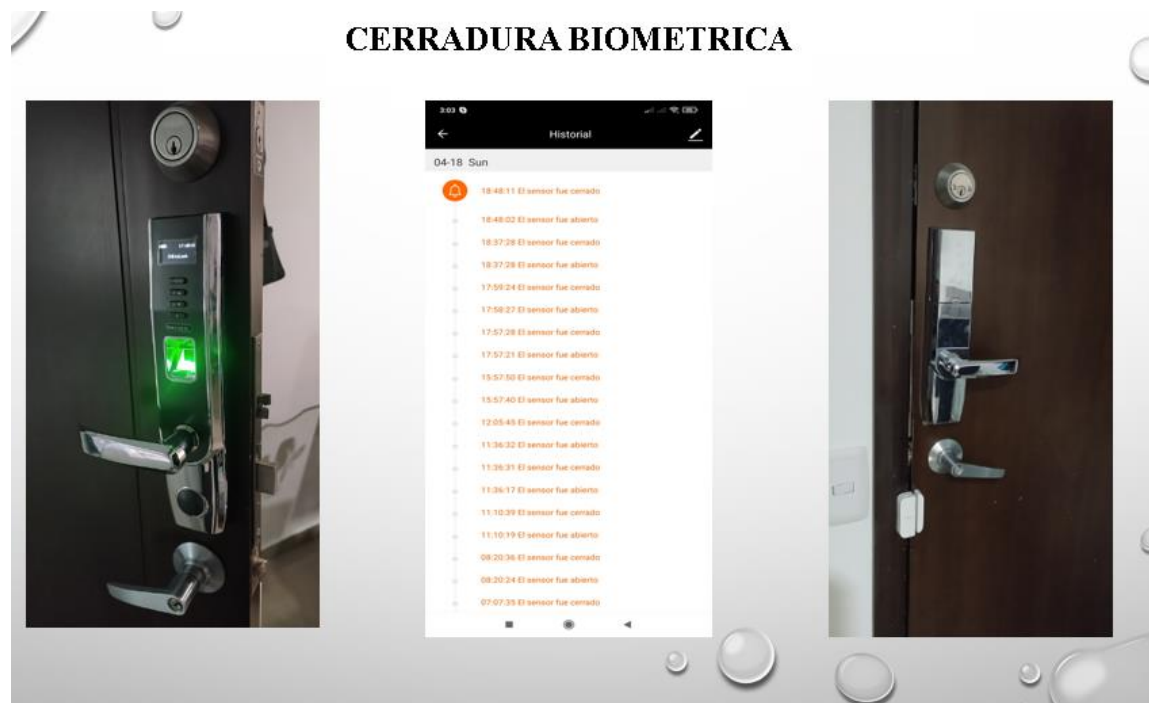 CERRADURA BIOMETRICA
3:03
Historial
04-18 Sun
18:48:11 El sensor fue cerrado
18:48:02 El sensor fue abierto
18:37:28 El sensor fue cerrado
18:37:28 El sensor fue abierto
17:59:24 El sensor fue cerrado
17:58:27 El sensor fue abierto
17:57:28 El sensor fue cerrado
17:57:21 El sensor fue abierto
15:57:50 El sensor fue cerrado
15:57:40 El sensor fue abierto
12:05:45 El sensor fue cerrado
11:36:32 El sensor fue abierto
11:36:31 El sensor fue cerrado
11:36:17 El sensor fue abierto
11:10:39 El sensor fue cerrado
11:10:19 El sensor fue abierto
08:20:36 El sensor fue cerrado
08:20:24 El sensor fue abierto
07:07:35 El sensor fue cerrado